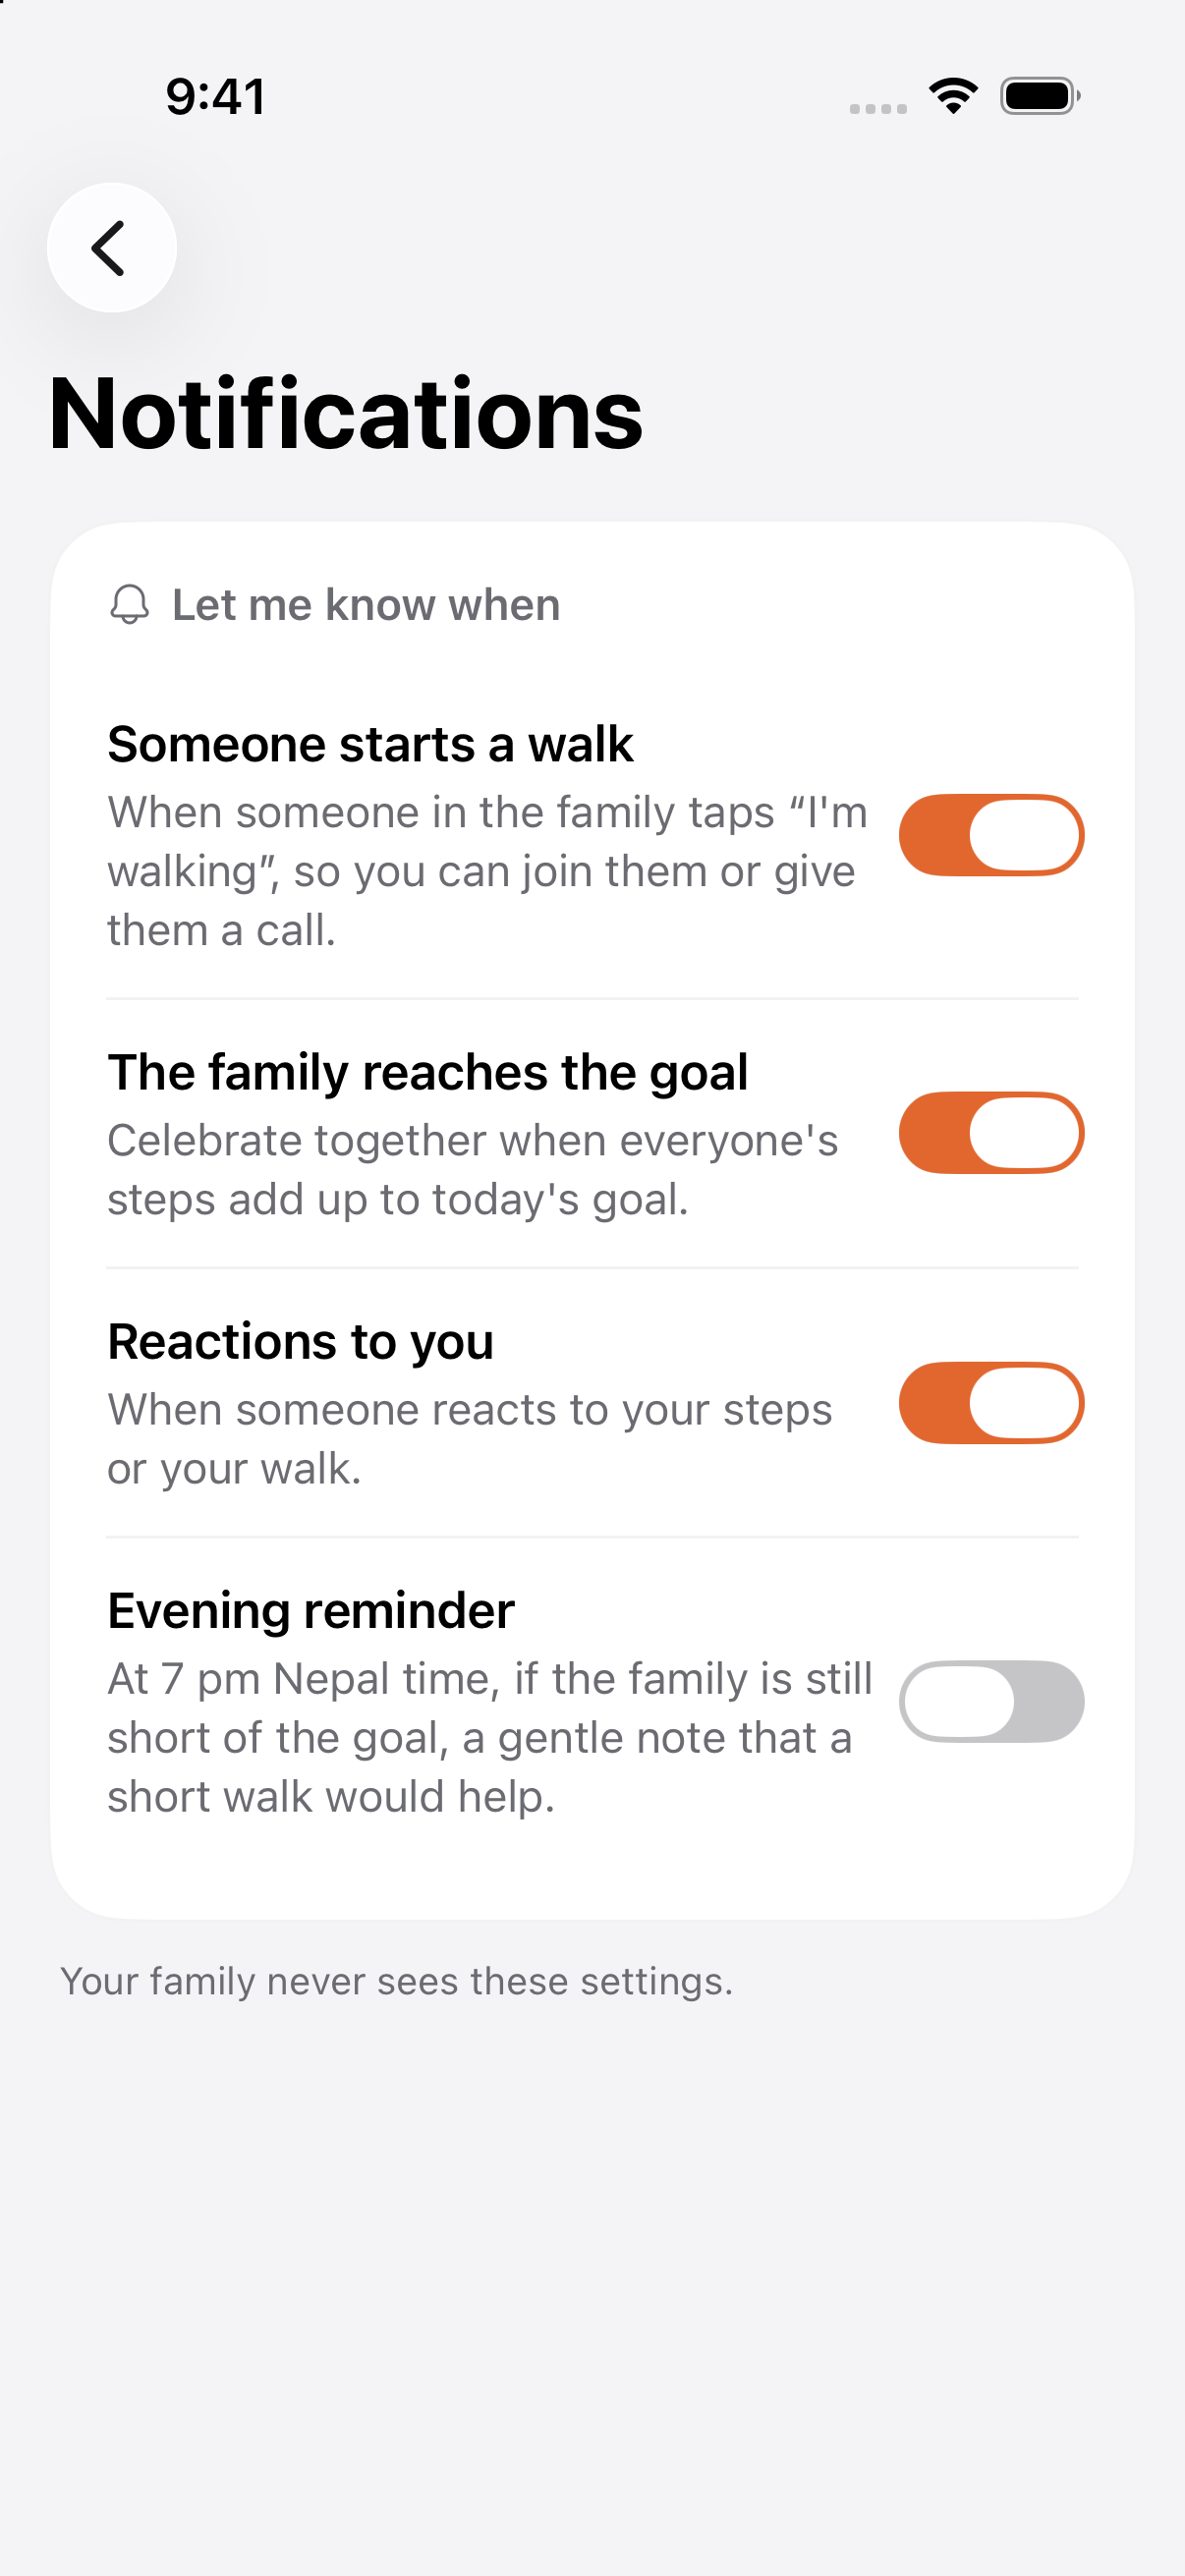 9:41
Notifications
Let me know when
Someone starts a walk
When someone in the family taps “I'm
walking”, so you can join them or give
them a call.
The family reaches the goal
Celebrate together when everyone's
steps add up to today's goal.
Reactions to you
When someone reacts to your steps
or your walk.
Evening reminder
At 7 pm Nepal time, if the family is still
short of the goal, a gentle note that a
short walk would help.
Your family never sees these settings.